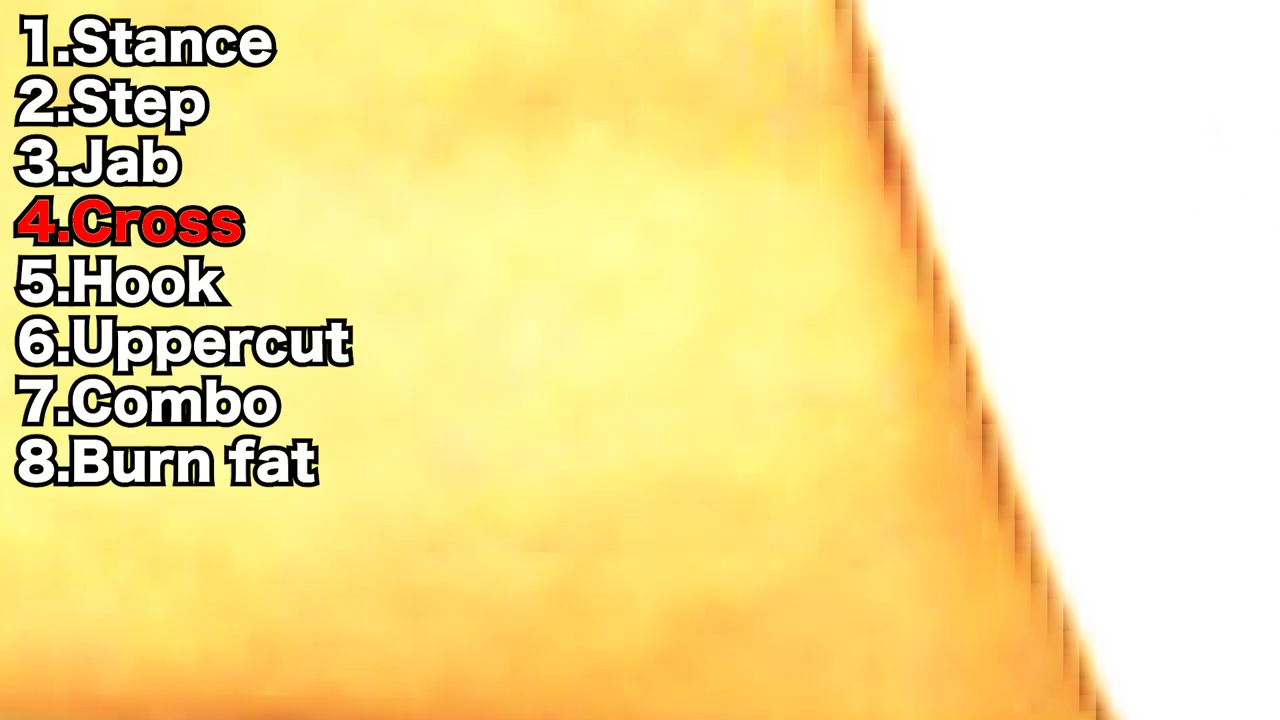 1.Stance
2.Step
3.Jab
4.Cross
5.Hook
6.Uppercut
7.Combo
8.Burn fat